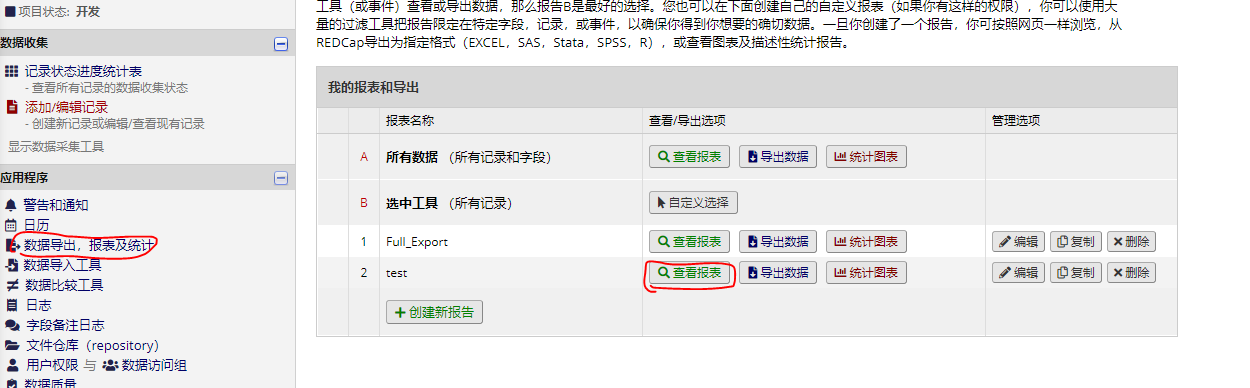 项目状态: 开发
数据收集
记录状态进度统计表
- 查看所有记录的数据收集状态
添加/编辑记录
- 创建新记录或编辑/查看现有记录
显示数据采集工具
应用程序
警告和通知
日历
数据导出，报表及统计
数据导入工具
数据比较工具
日志
字段备注日志
文件仓库（repository）
用户权限 与 数据访问组
数据质量
工具（或事件）查看或导出数据，那么报告B是最好的选择。您也可以在下面创建自己的自定义报表（如果你有这样的权限），你可以使用大
量的过滤工具把报告限定在特定字段，记录，或事件，以确保你得到你想要的确切数据。一旦你创建了一个报告，你可按照网页一样浏览，从
REDCap导出为指定格式（EXCEL，SAS，Stata，SPSS，R），或查看图表及描述性统计报告。
我的报表和导出
报表名称 查看/导出选项 管理选项
A 所有数据 （所有记录和字段） 查看报表 导出数据 统计图表
B 选中工具 （所有记录） 自定义选择
1 Full_Export 查看报表 导出数据 统计图表 编辑 复制 删除
2 test 查看报表 导出数据 统计图表 编辑 复制 删除
创建新报告